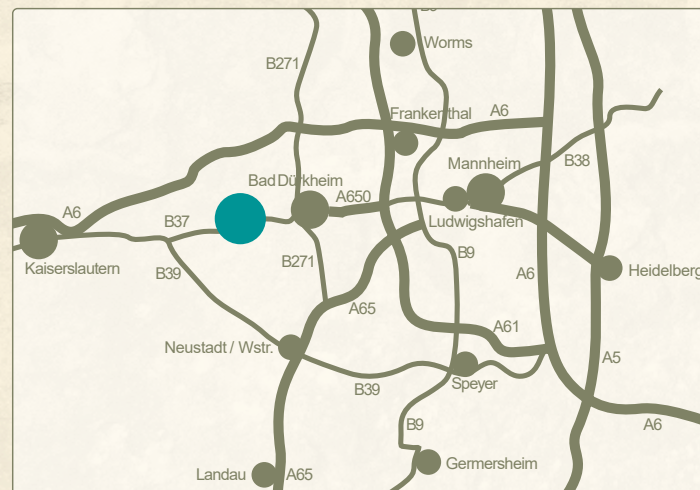 B9
Worms
B271
Frankenthal
A6
Mannheim
B38
Bad Dürkheim
A650
A6
B37
Ludwigshafen
Kaiserslautern
B39
B271
B9
A6
Heidelberg
A65
A61
Neustadt / Wstr.
A5
B39
Speyer
B9
A6
Landau
A65
Germersheim